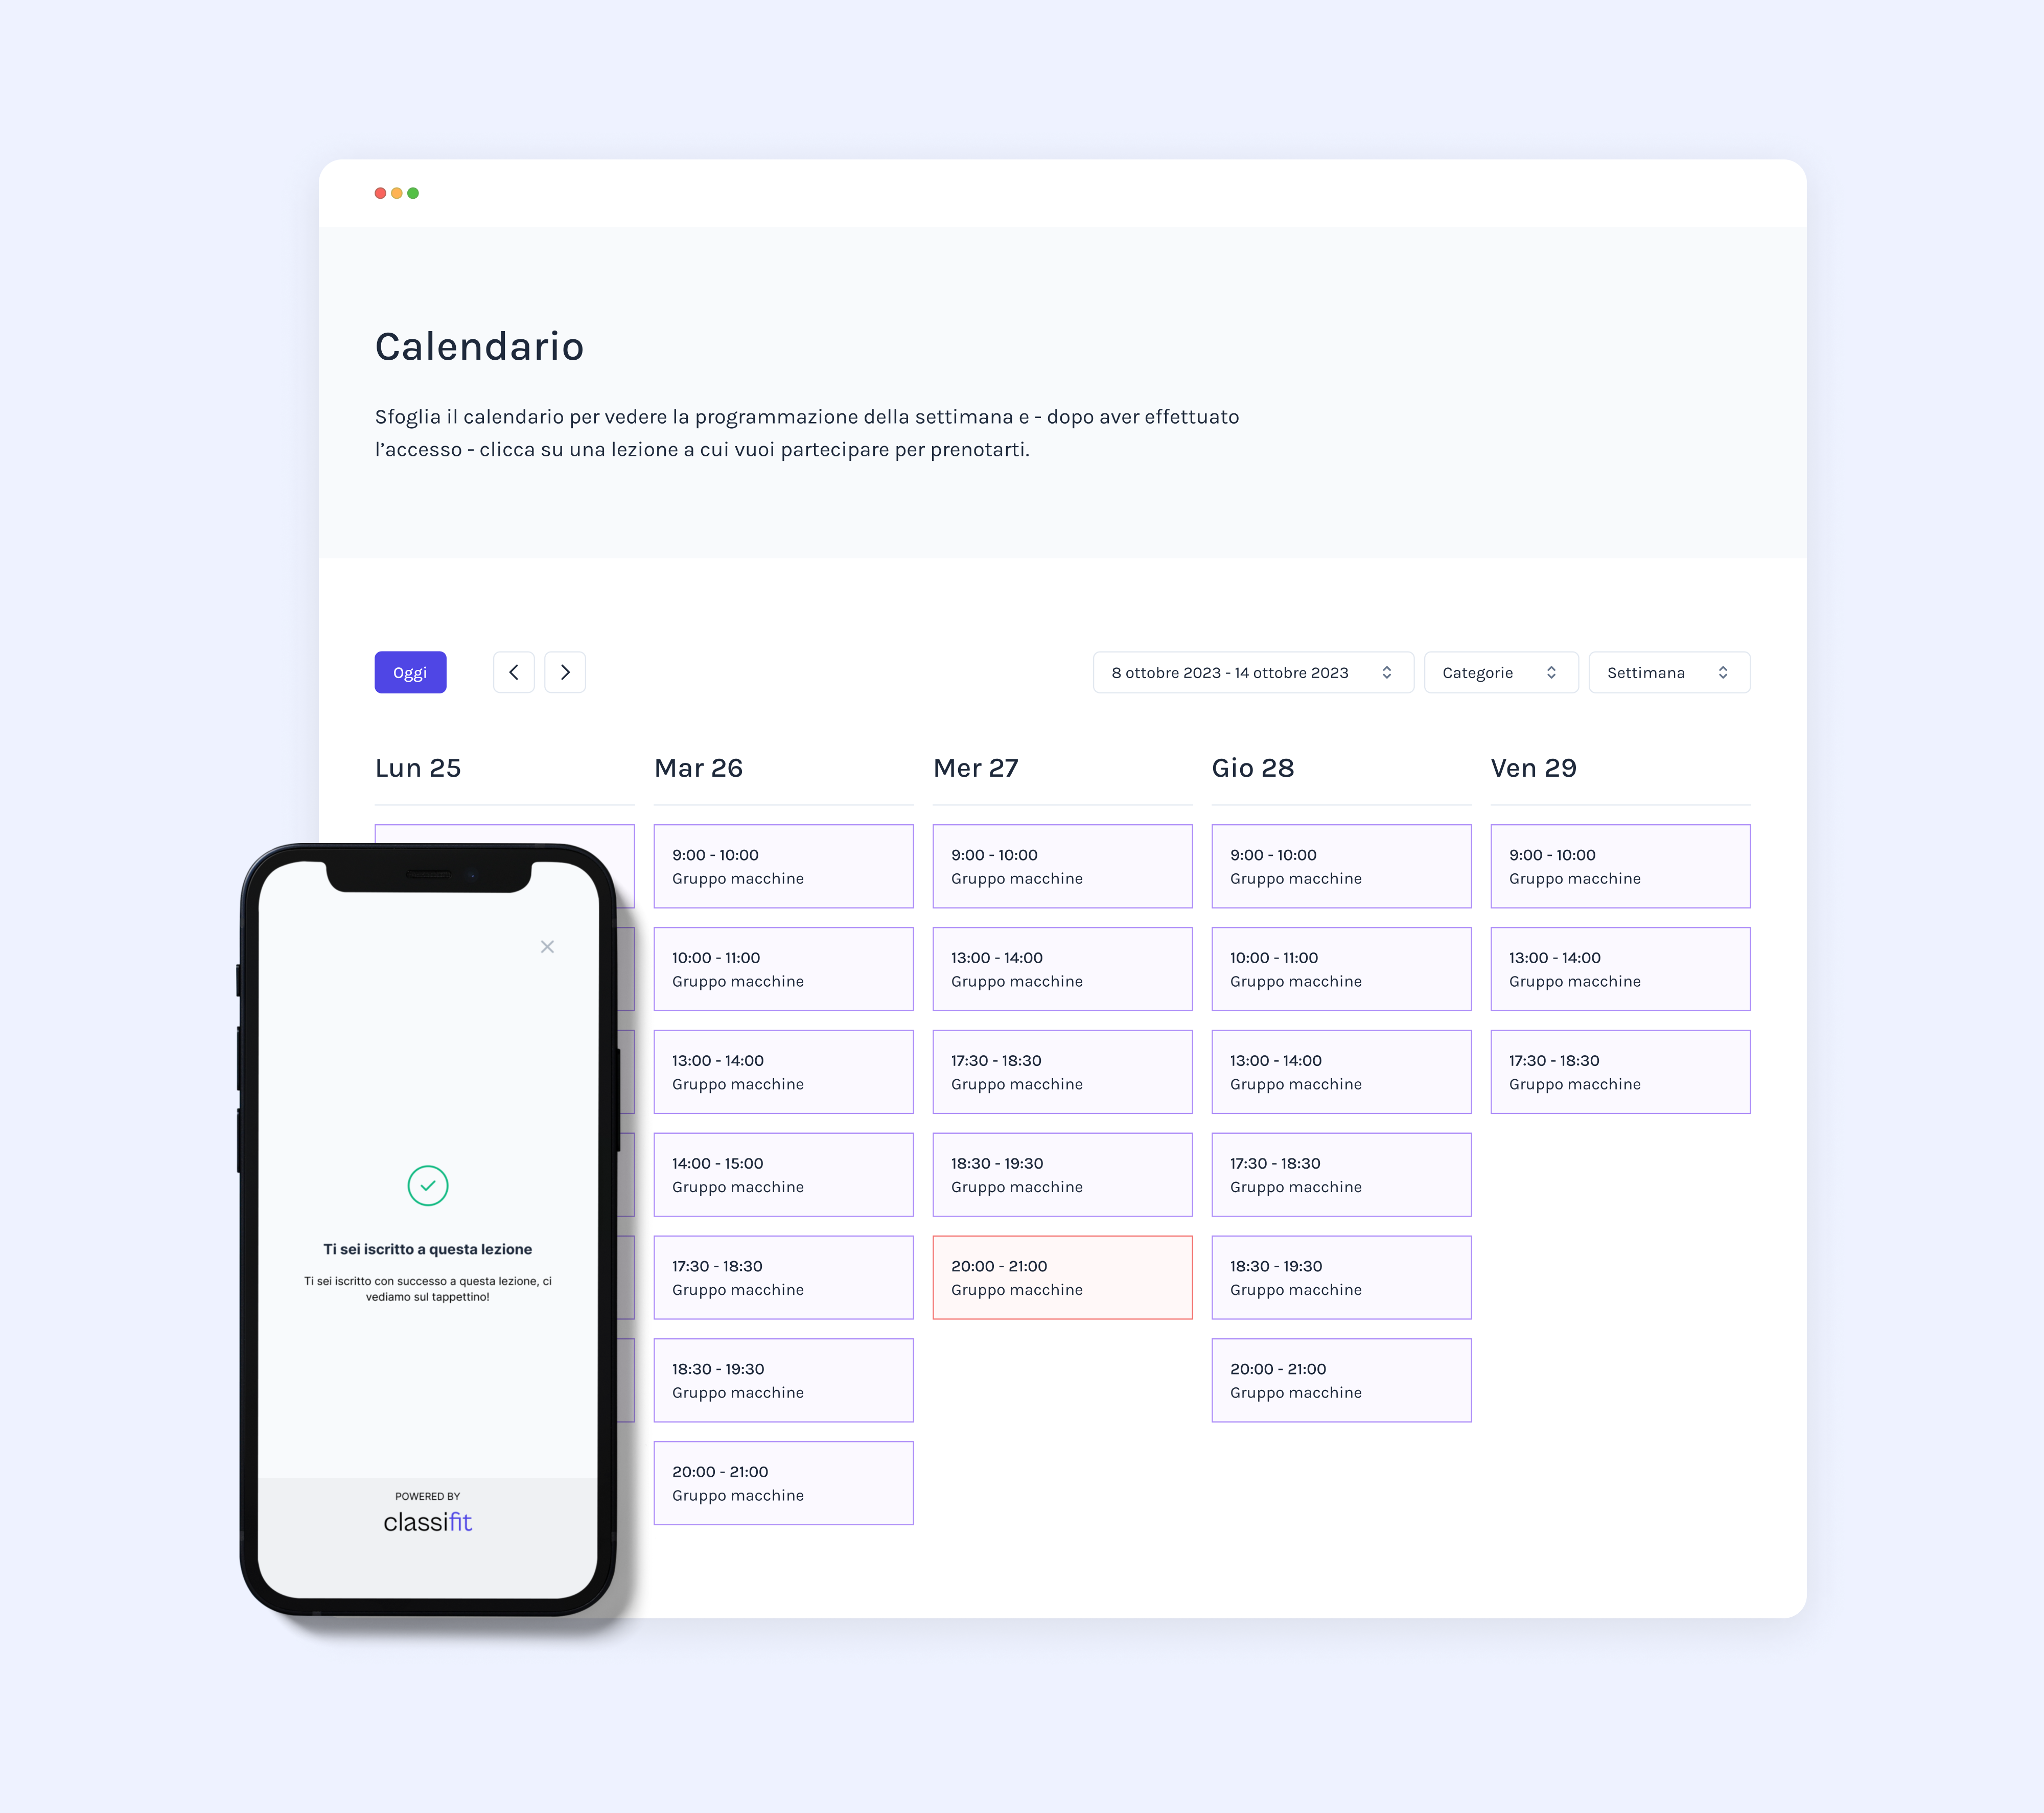 Calendario
Sfoglia il calendario per vedere la programmazione della settimana e - dopo aver effettuato
l’accesso - clicca su una lezione a cui vuoi partecipare per prenotarti.
Oggi
8 ottobre 2023 - 14 ottobre 2023
Categorie
Settimana
Lun 25
Mar 26
9:00 - 10:00
Gruppo macchine
10:00 - 11:00
Gruppo macchine
13:00 - 14:00
Gruppo macchine
14:00 - 15:00
Gruppo macchine
17:30 - 18:30
Gruppo macchine
18:30 - 19:30
Gruppo macchine
20:00 - 21:00
Gruppo macchine
Mer 27
9:00 - 10:00
Gruppo macchine
13:00 - 14:00
Gruppo macchine
17:30 - 18:30
Gruppo macchine
18:30 - 19:30
Gruppo macchine
20:00 - 21:00
Gruppo macchine
Gio 28
9:00 - 10:00
Gruppo macchine
10:00 - 11:00
Gruppo macchine
13:00 - 14:00
Gruppo macchine
17:30 - 18:30
Gruppo macchine
18:30 - 19:30
Gruppo macchine
20:00 - 21:00
Gruppo macchine
Ven 29
9:00 - 10:00
Gruppo macchine
13:00 - 14:00
Gruppo macchine
17:30 - 18:30
Gruppo macchine
Ti sei iscritto a questa lezione
Ti sei iscritto con successo a questa lezione, ci
vediamo sul tappettino!
POWERED BY
classifit